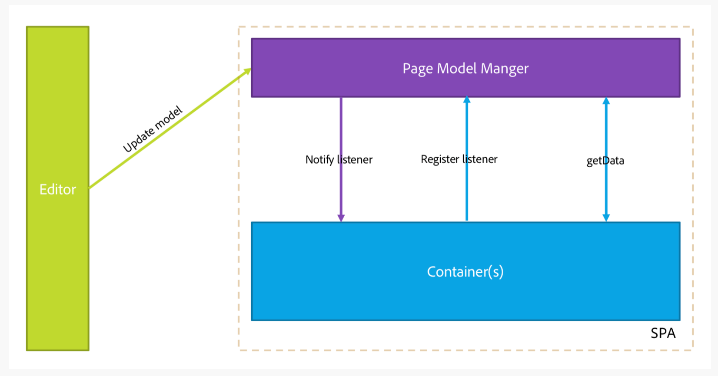 Page Model Manger
Update model
Notify listener
Register listener
getData
Editor
Container(s)
SPA